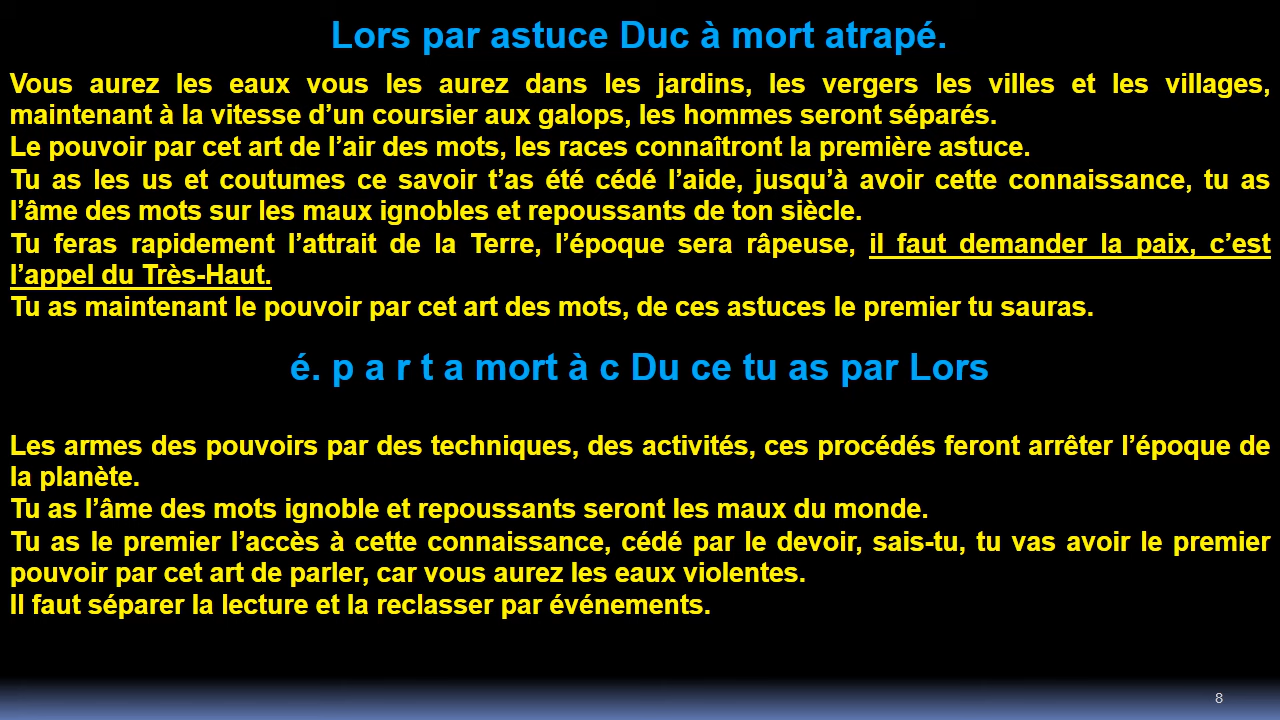 Lors par astuce Duc à mort atrapé.
Vous aurez les eaux vous les aurez dans les jardins, les vergers les villes et les villages,
maintenant à la vitesse d’un coursier aux galops, les hommes seront séparés.
Le pouvoir par cet art de l’air des mots, les races connaîtront la première astuce.
Tu as les us et coutumes ce savoir t’as été cédé l’aide, jusqu’à avoir cette connaissance, tu as
l’âme des mots sur les maux ignobles et repoussants de ton siècle.
Tu feras rapidement l’attrait de la Terre, l’époque sera râpeuse, il faut demander la paix, c’est
l’appel du Très-Haut.
Tu as maintenant le pouvoir par cet art des mots, de ces astuces le premier tu sauras.
é. p a r t a mort à c Du ce tu as par Lors
Les armes des pouvoirs par des techniques, des activités, ces procédés feront arrêter l’époque de
la planète.
Tu as l’âme des mots ignoble et repoussants seront les maux du monde.
Tu as le premier l’accès à cette connaissance, cédé par le devoir, sais-tu, tu vas avoir le premier
pouvoir par cet art de parler, car vous aurez les eaux violentes.
Il faut séparer la lecture et la reclasser par événements.
8